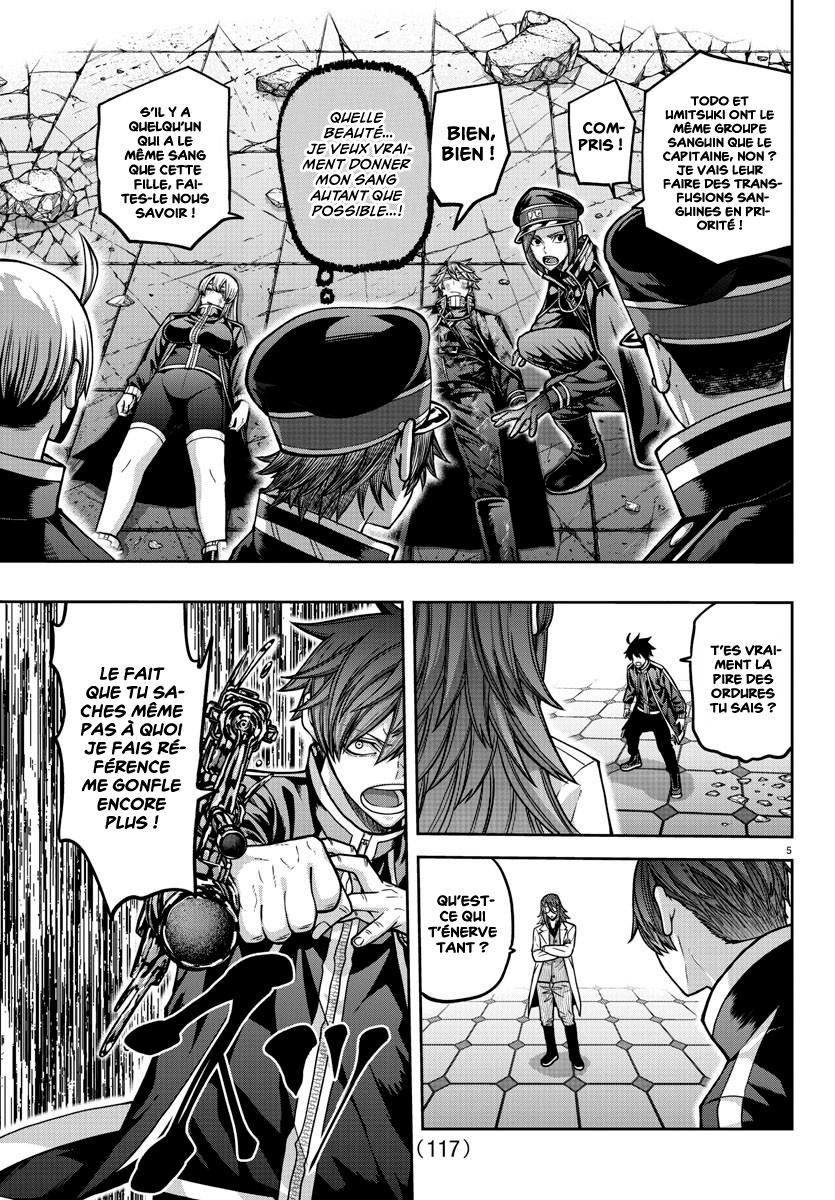 TODO ET
UMITSUKI ONT LE
MÊME GROUPE
SANGUIN QUE LE
CAPITAINE, NON ?
JE VAIS LEUR
FAIRE DES TRANS-
FUSIONS SAN-
GUINES EN PRI-
ORITÉ !
COM-
PRIS !
BIEN,
BIEN !
QUELLE
BEAUTÉ...
JE VEUX VRAI-
MENT DONNER
MON SANG
AUTANT QUE
POSSIBLE...!
S'IL Y A
QUELQU'UN
QUI A LE
MÊME SANG
QUE CETTE
FILLE, FAI-
TES-LE NOUS
SAVOIR !
T'ES VRAI-
MENT LA
PIRE DES
ORDURES
TU SAIS ?
5
QU'EST-
CE QUI
T'ÉNERVE
TANT ?
LE FAIT
QUE TU SA-
CHES MÊME
PAS À QUOI
JE FAIS RÉ-
FÉRENCE
ME GONFLE
ENCORE
PLUS !
ズッ
(117)